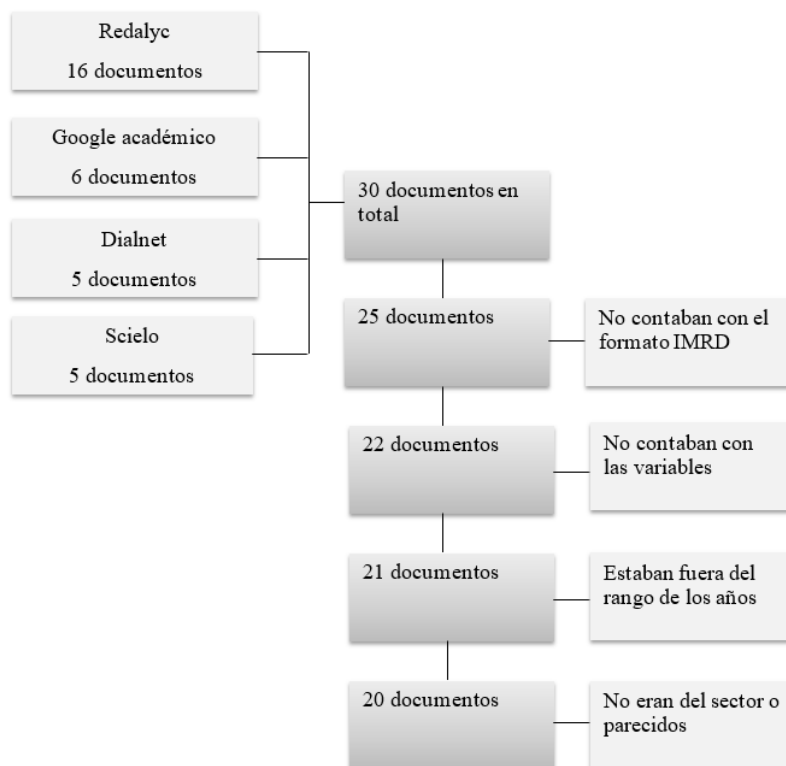 Redalyc
16 documentos
Google académico
6 documentos
Dialnet
5 documentos
Scielo
5 documentos
30 documentos en
total
25 documentos
No contaban con el
formato IMRD
22 documentos
No contaban con
las variables
21 documentos
Estaban fuera del
rango de los años
20 documentos
No eran del sector o
parecidos